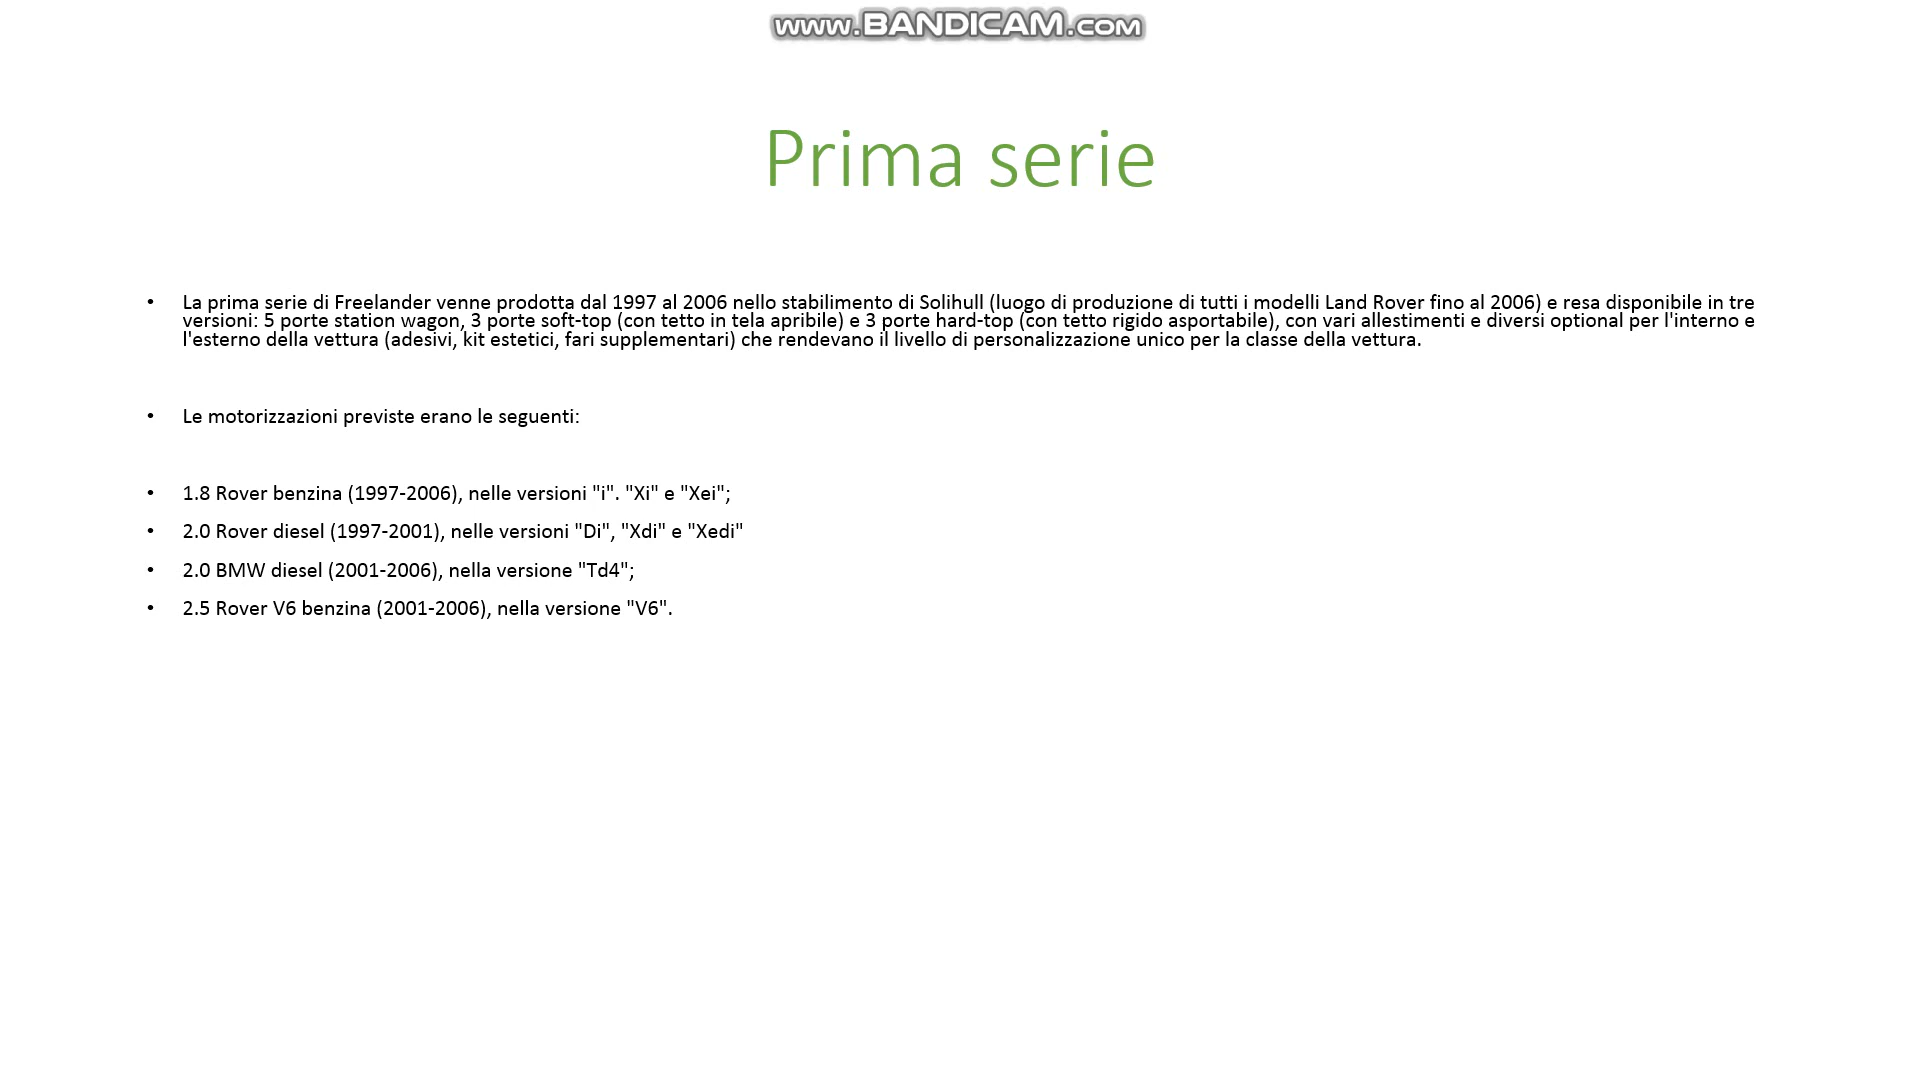 www.BANDICAM.com
Prima serie
• La prima serie di Freelander venne prodotta dal 1997 al 2006 nello stabilimento di Solihull (luogo di produzione di tutti i modelli Land Rover fino al 2006) e resa disponibile in tre
versioni: 5 porte station wagon, 3 porte soft-top (con tetto in tela apribile) e 3 porte hard-top (con tetto rigido asportabile), con vari allestimenti e diversi optional per l'interno e
l'esterno della vettura (adesivi, kit estetici, fari supplementari) che rendevano il livello di personalizzazione unico per la classe della vettura.
• Le motorizzazioni previste erano le seguenti:
• 1.8 Rover benzina (1997-2006), nelle versioni "i". "Xi" e "Xei";
• 2.0 Rover diesel (1997-2001), nelle versioni "Di", "Xdi" e "Xedi"
• 2.0 BMW diesel (2001-2006), nella versione "Td4";
• 2.5 Rover V6 benzina (2001-2006), nella versione "V6".